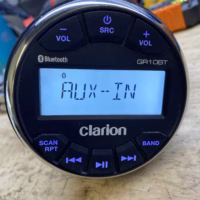 −
VOL
SRC
+
VOL
Bluetooth
GR10BT
AUX-IN
Clarion
SCAN
RPT
BAND